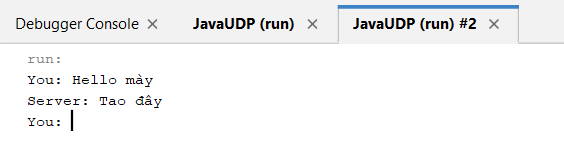 Debugger Console × JavaUDP (run) × JavaUDP (run) #2 ×
run:
You: Hello mày
Server: Tao đây
You: